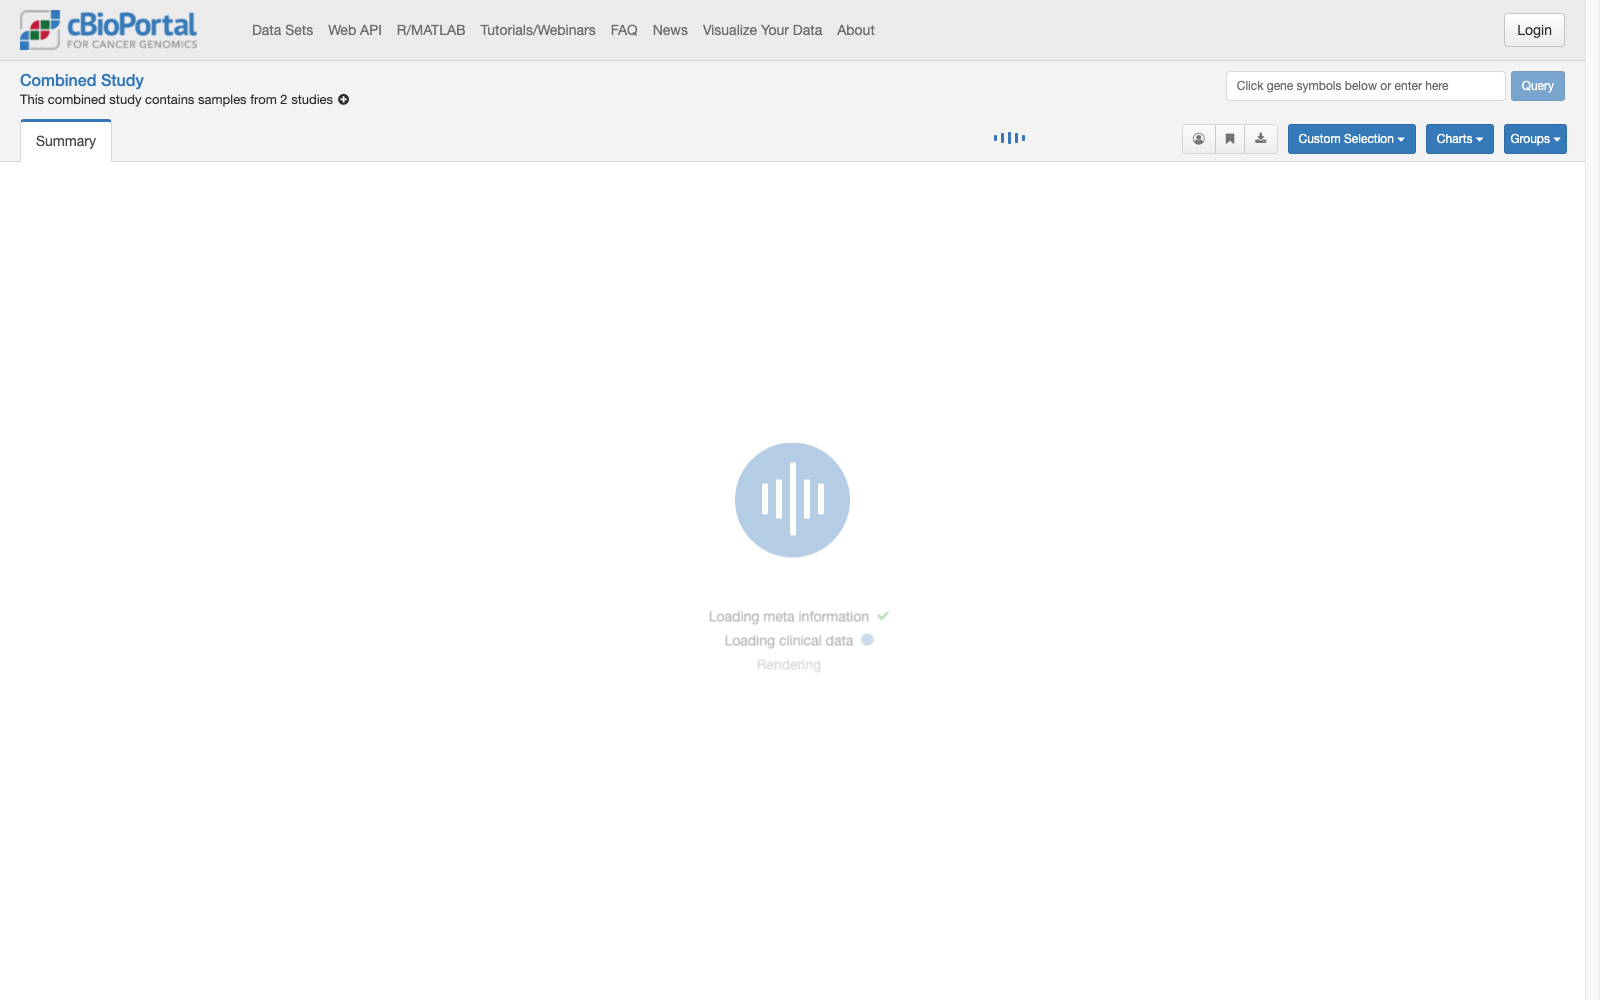 cBioPortal
FOR CANCER GENOMICS
Data Sets Web API R/MATLAB Tutorials/Webinars FAQ News Visualize Your Data About
Login
Combined Study
This combined study contains samples from 2 studies
Click gene symbols below or enter here
Query
Summary
Custom Selection
Charts
Groups
Loading meta information
Loading clinical data
Rendering